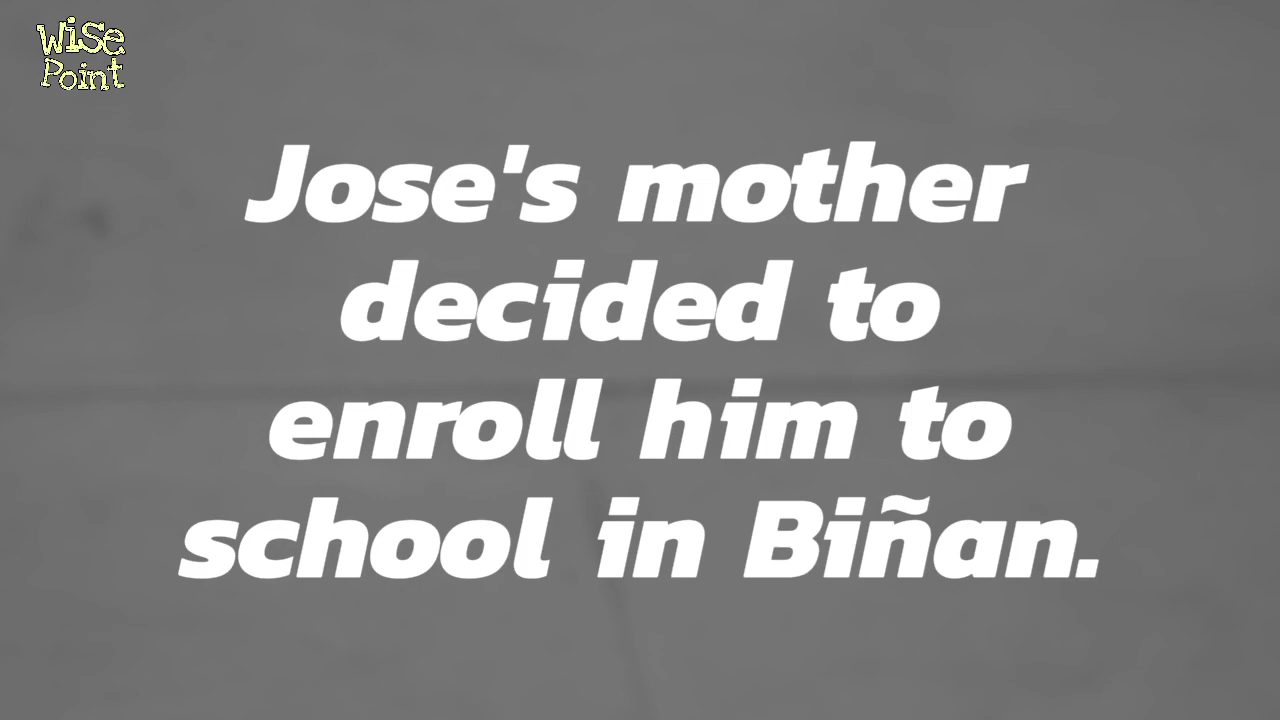 Wise
Point
Jose's mother
decided to
enroll him to
school in Biñan.